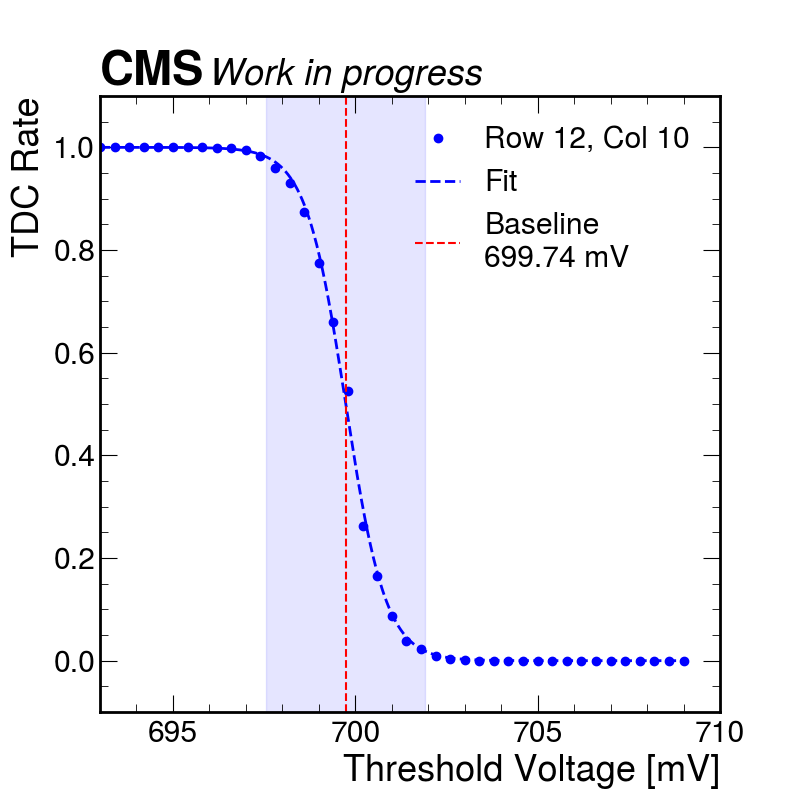 CMS Work in progress
TDC Rate
1.0
0.8
0.6
0.4
0.2
0.0
Row 12, Col 10
Fit
Baseline
699.74 mV
695
700
705
710
Threshold Voltage [mV]